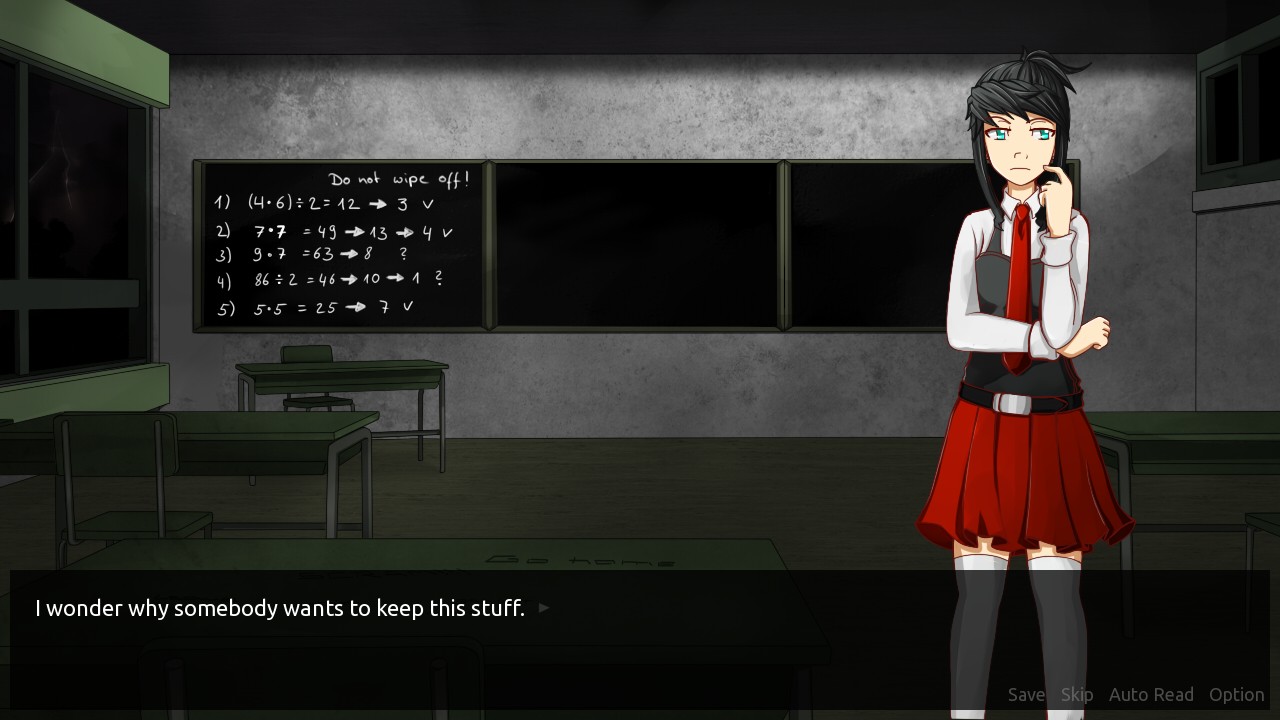 Do not wipe off!
1) (4•6)÷2=12 → 3 v
2) 7•7 =49 → 13 → 4 v
3) 9•7 =63 → 8 ?
4) 86÷2 =46 → 10 → 1 ?
5) 5•5 = 25 → 7 v
I wonder why somebody wants to keep this stuff.
Save Skip Auto Read Option